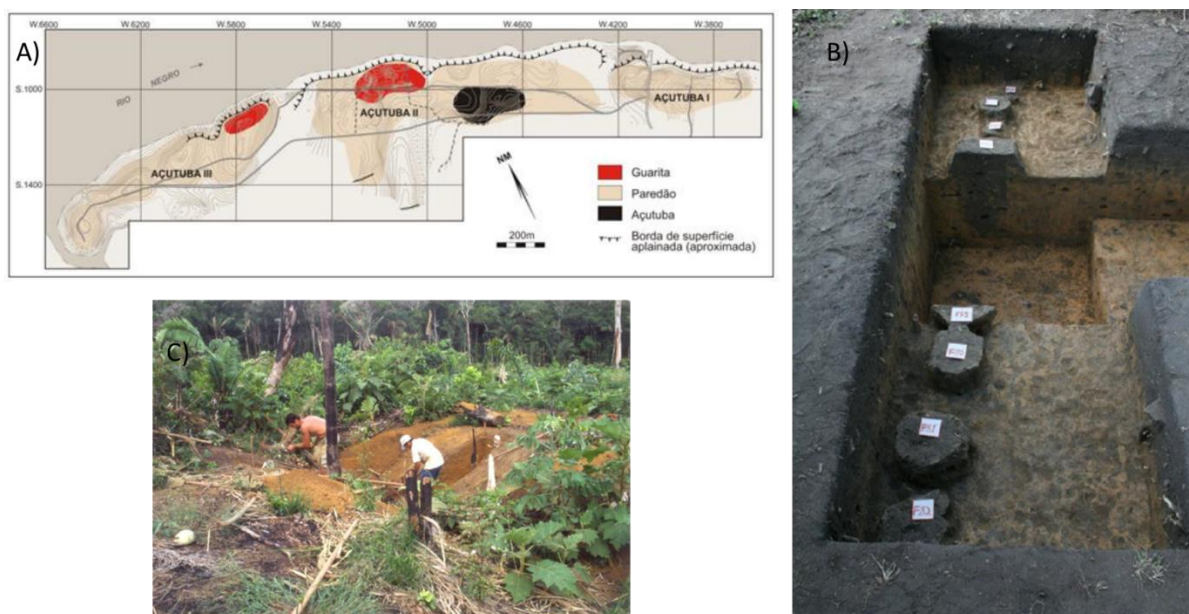 A)
W.6600 W.6200 W.5800 W.5400 W.5000 W.4600 W.4200 W.3800
S.1000
S.1400
RIO NEGRO
AÇUTUBA III
AÇUTUBA II
AÇUTUBA I
NM
200m
Guarita
Paredão
Açutuba
Borda de superfície
aplainada (aproximada)
B)
C)